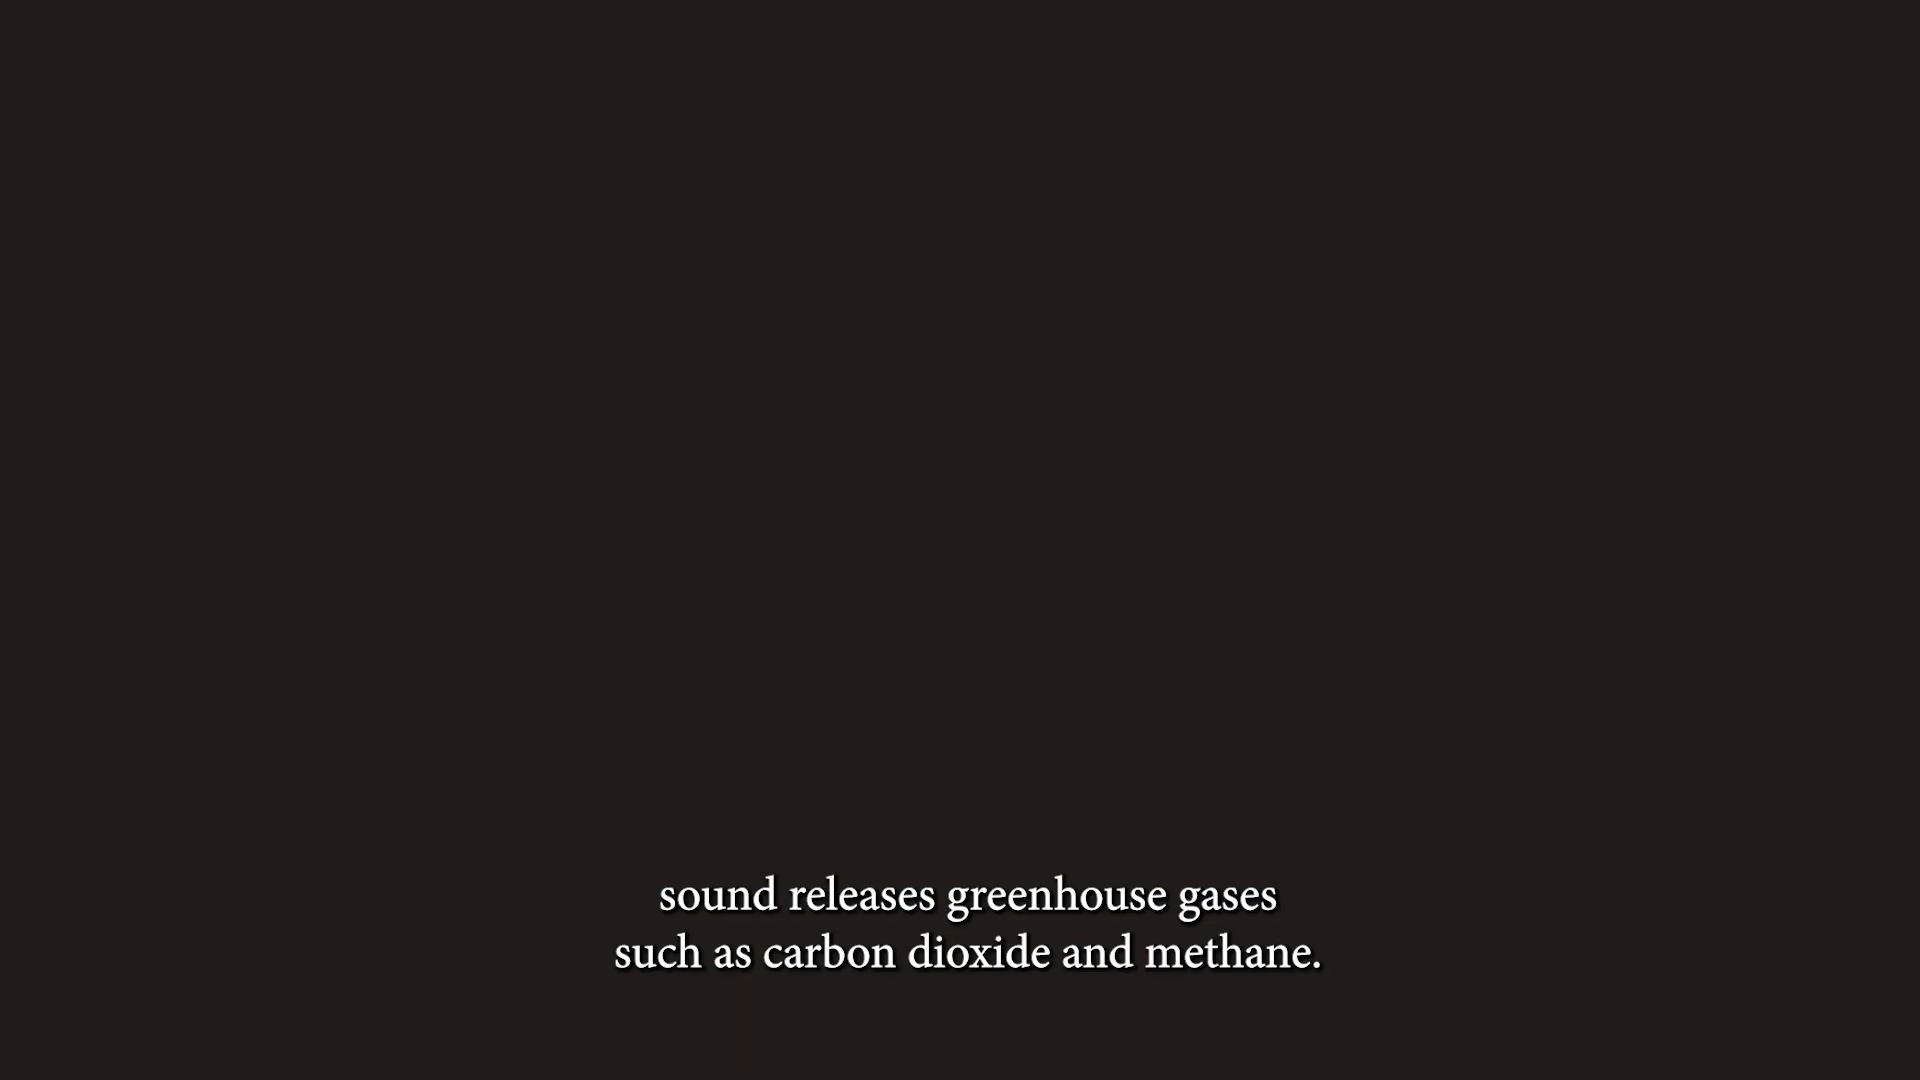 sound releases greenhouse gases
such as carbon dioxide and methane.